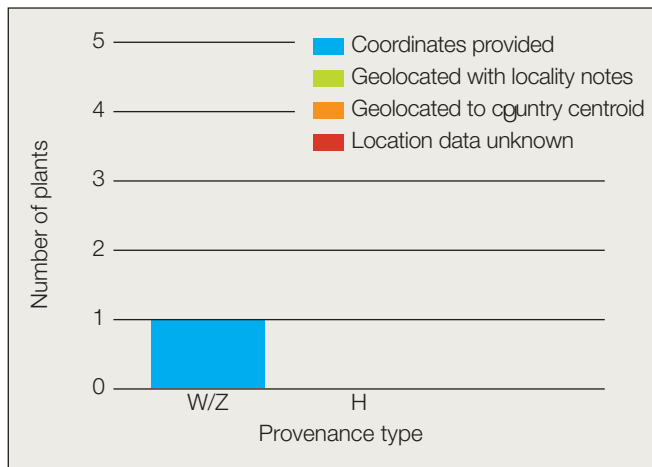 Number of plants
5
4
3
2
1
0
Coordinates provided
Geolocated with locality notes
Geolocated to country centroid
Location data unknown
W/Z
H
Provenance type